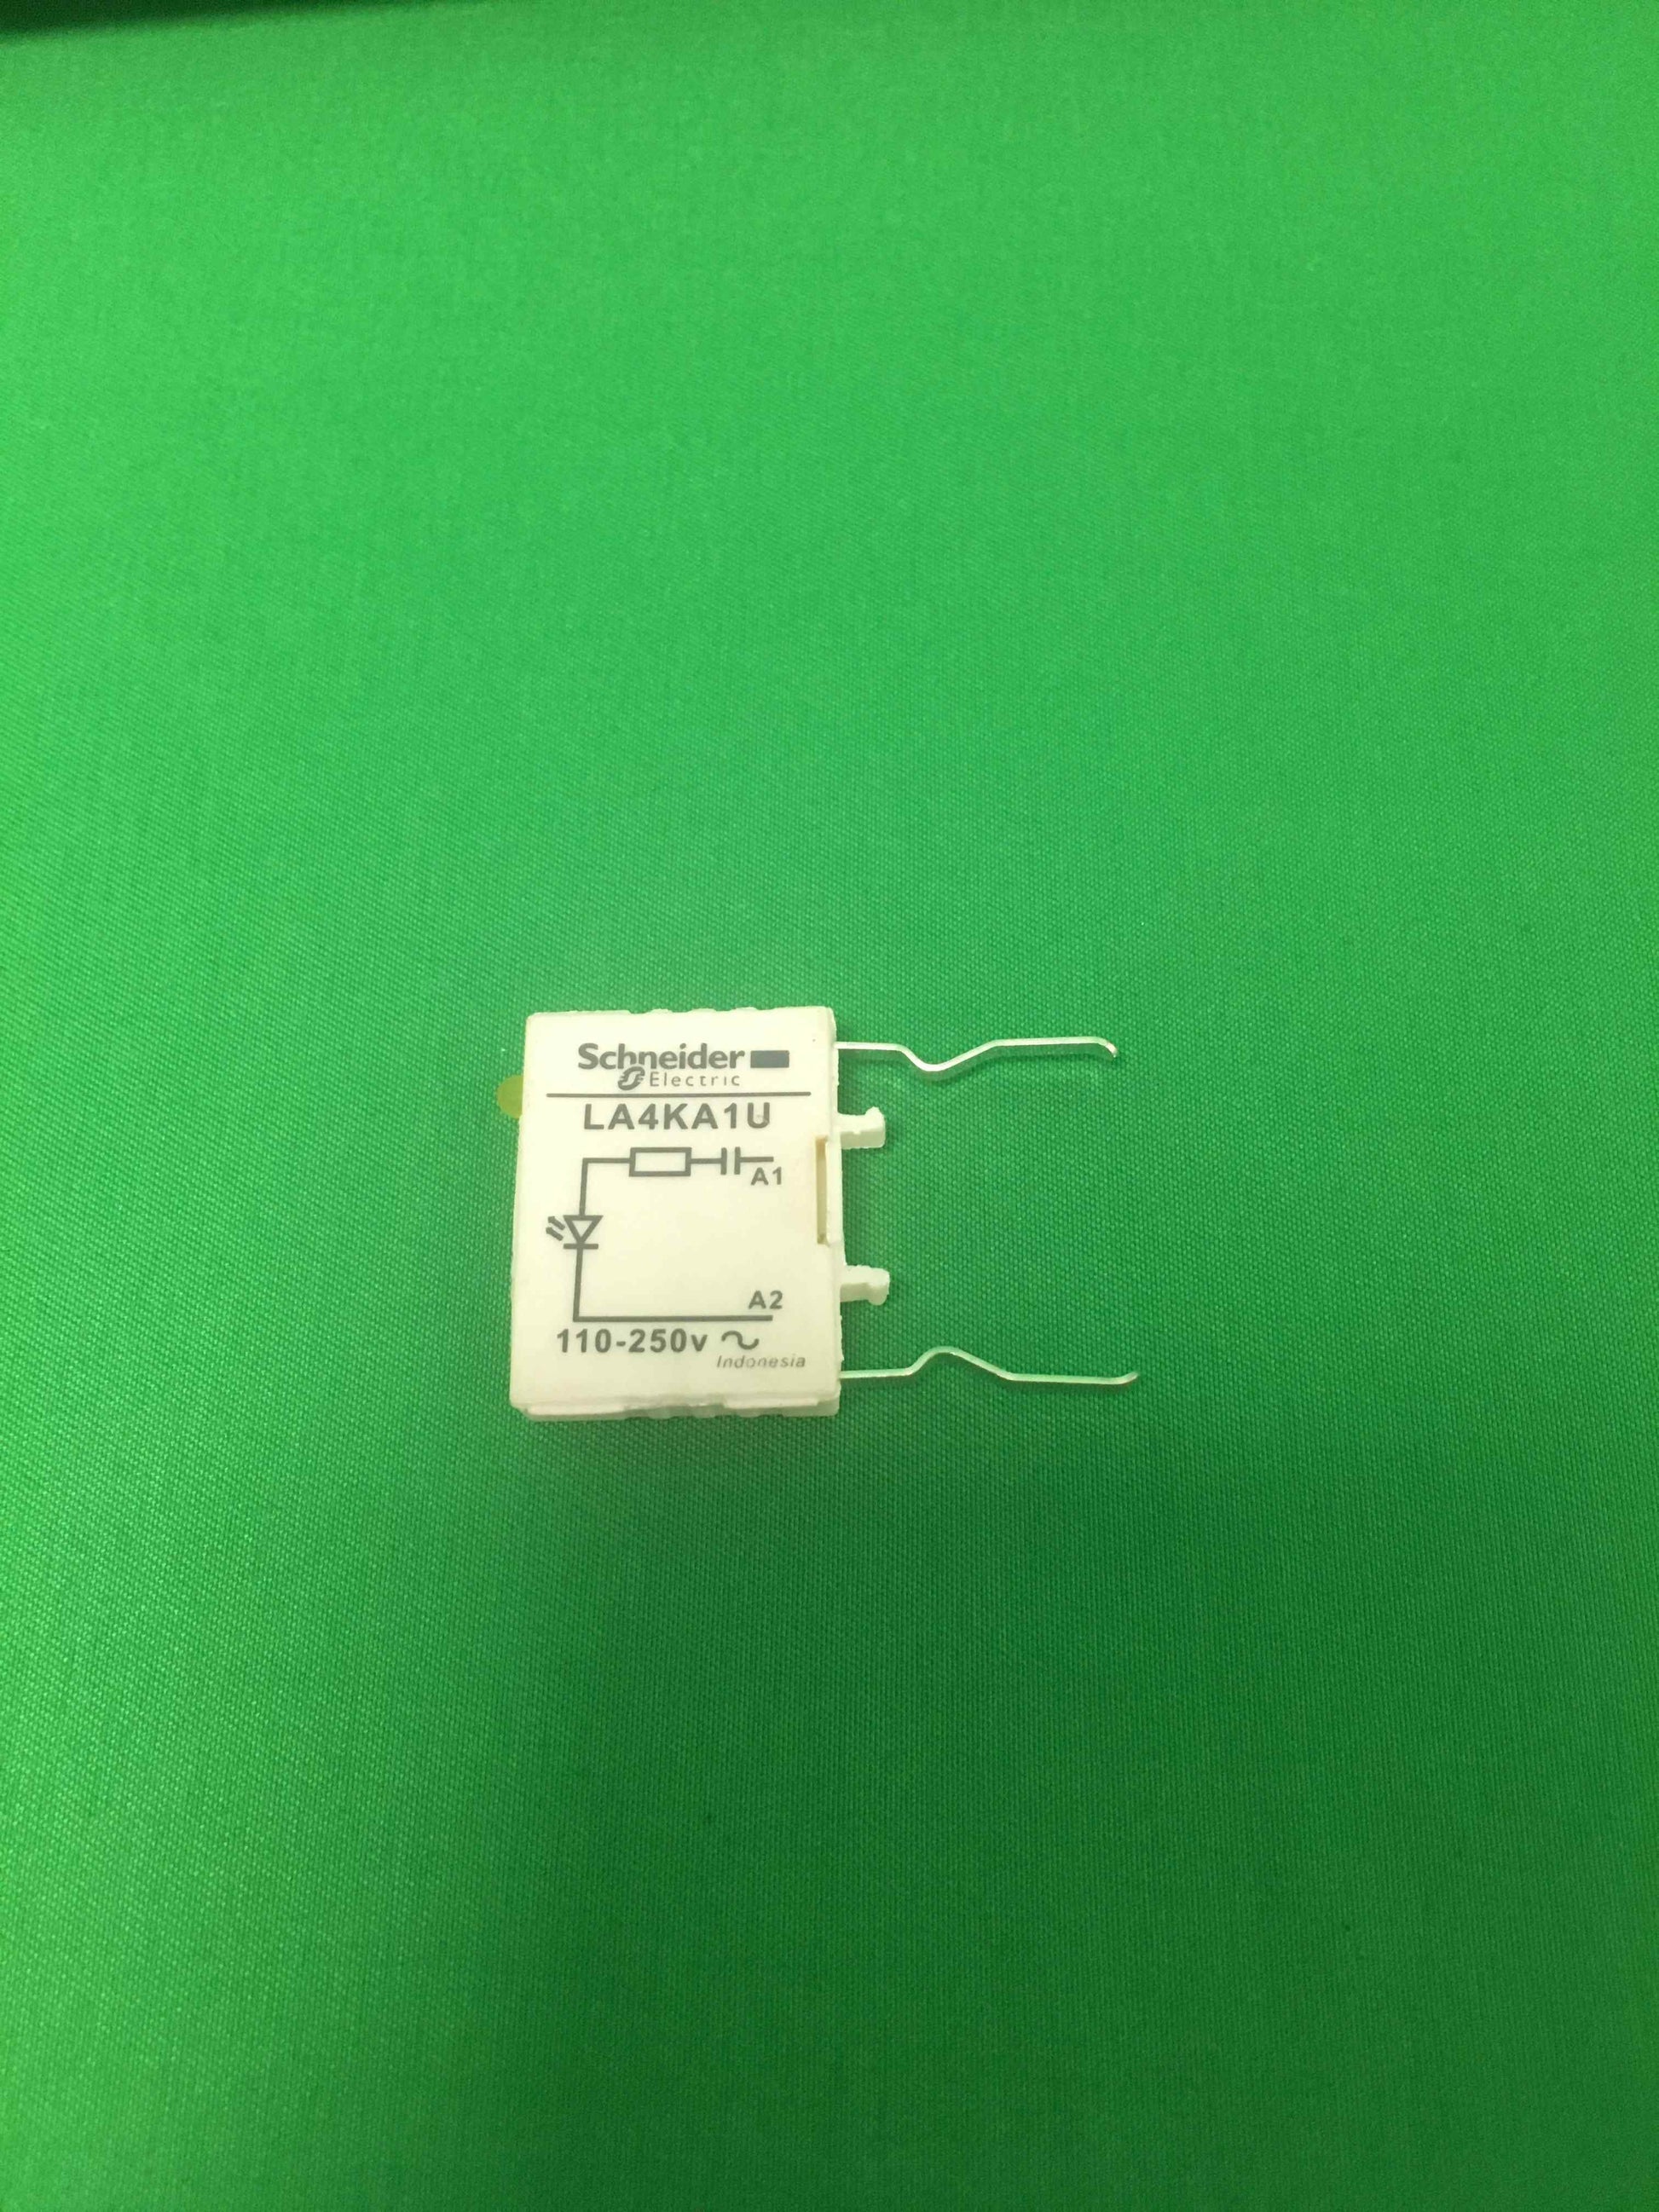 Schneider
Electric
LA4KA1U
A1
A2
110-250v ~
Indonesia